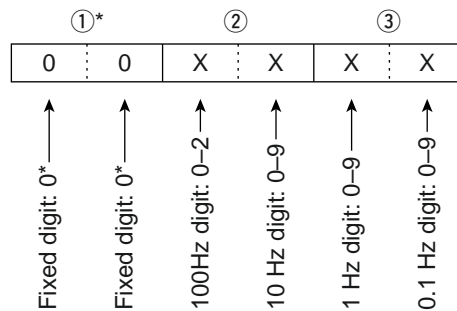 ①* ② ③
0 0 X X X X
Fixed digit: 0*
Fixed digit: 0*
100Hz digit: 0–2
10 Hz digit: 0–9
1 Hz digit: 0–9
0.1 Hz digit: 0–9